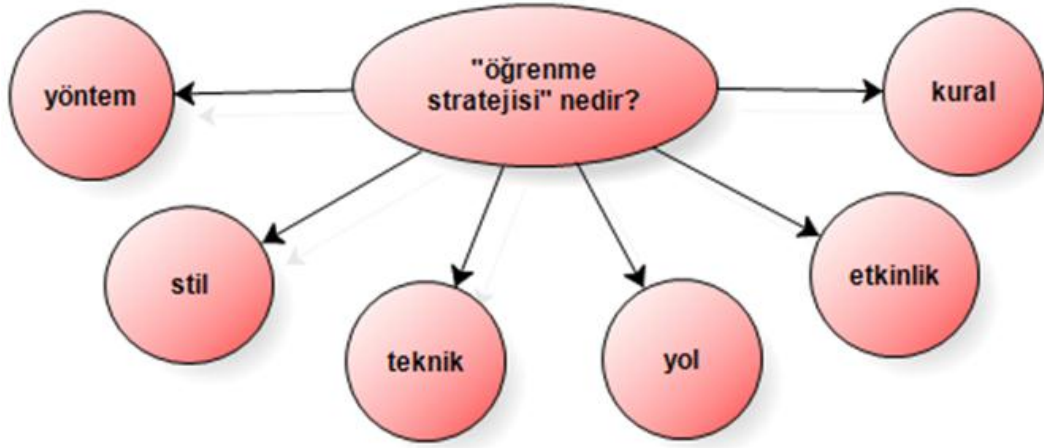 "öğrenme
stratejisi" nedir?
yöntem
kural
stil
etkinlik
teknik
yol